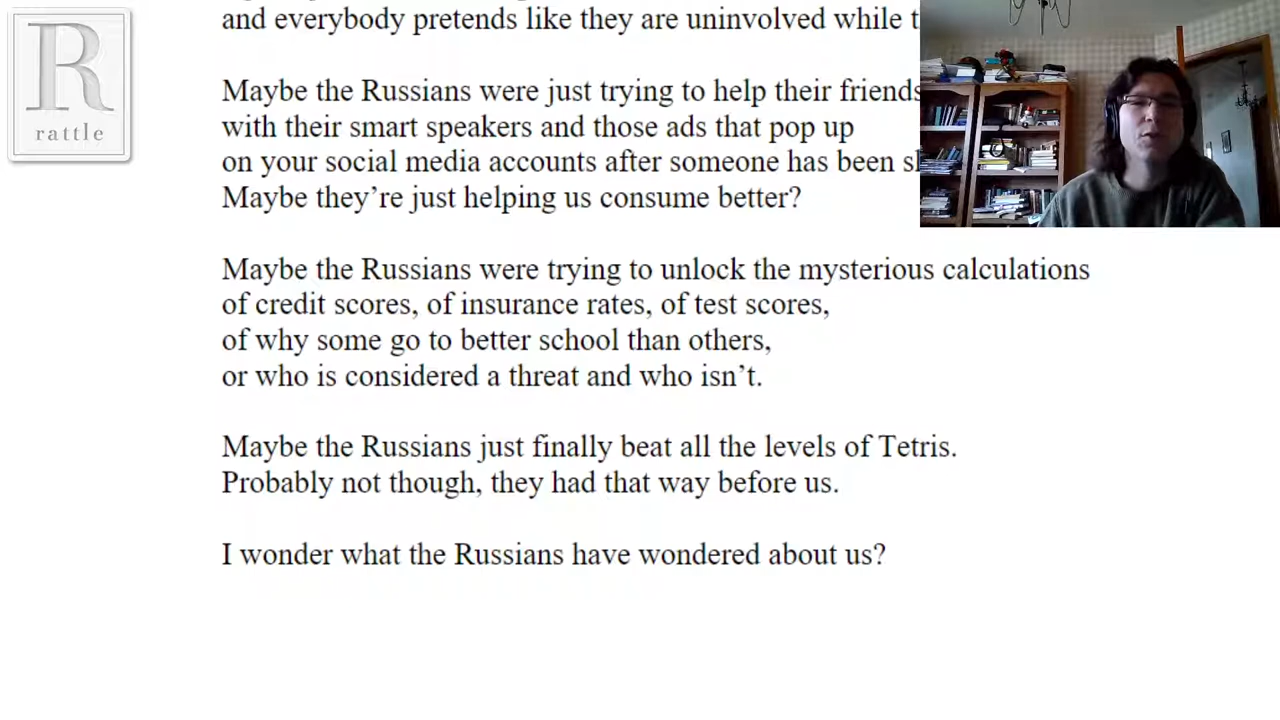 R
rattle
and everybody pretends like they are uninvolved while
Maybe the Russians were just trying to help their friends
with their smart speakers and those ads that pop up
on your social media accounts after someone has been
Maybe they’re just helping us consume better?
Maybe the Russians were trying to unlock the mysterious calculations
of credit scores, of insurance rates, of test scores,
of why some go to better school than others,
or who is considered a threat and who isn’t.
Maybe the Russians just finally beat all the levels of Tetris.
Probably not though, they had that way before us.
I wonder what the Russians have wondered about us?